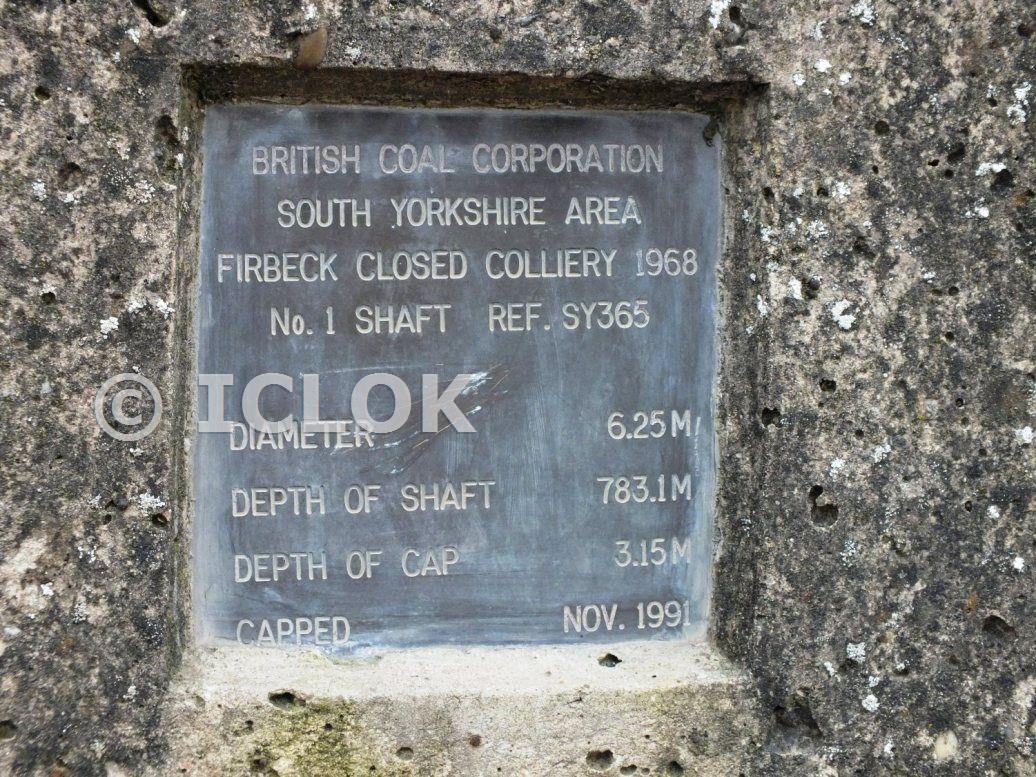 BRITISH COAL CORPORATION
SOUTH YORKSHIRE AREA
FIRBECK CLOSED COLLIERY 1968
No. 1 SHAFT REF. SY365
© ICLOK
DIAMETER 6.25 M
DEPTH OF SHAFT 783.1 M
DEPTH OF CAP 3.15 M
CAPPED NOV. 1991